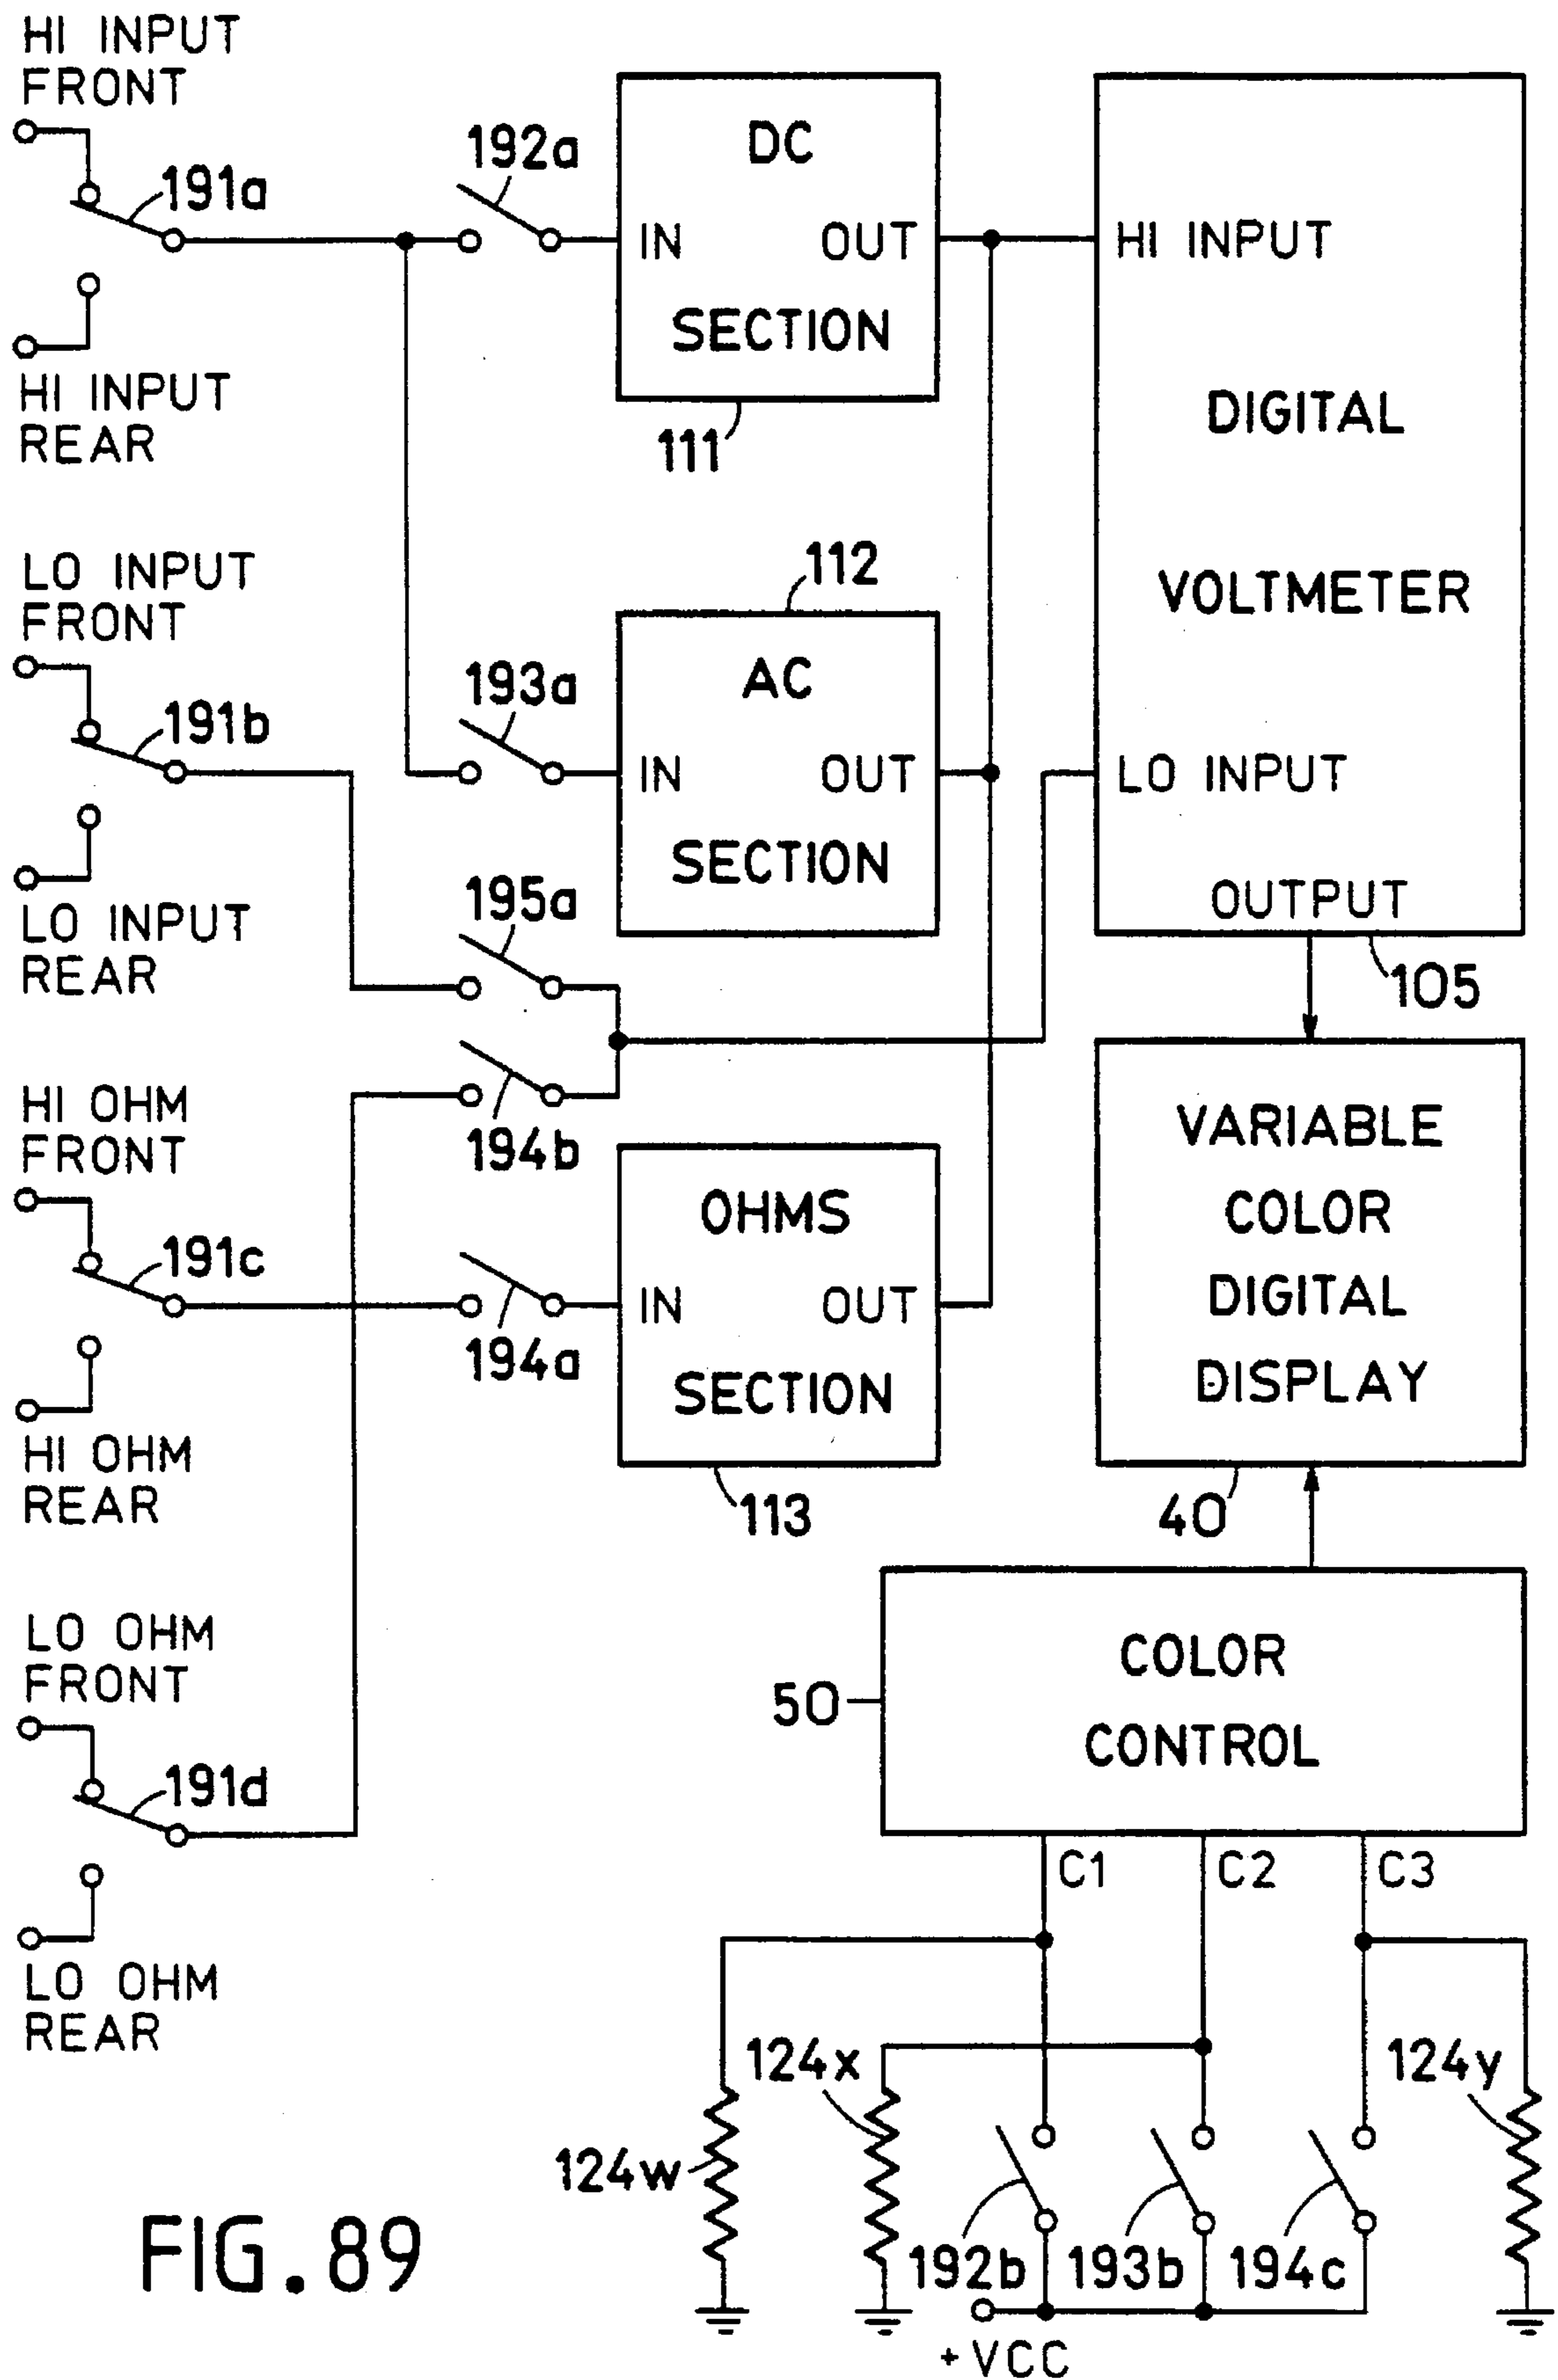 HI INPUT
FRONT
191a
HI INPUT
REAR
192a
DC
IN OUT
SECTION
111
HI INPUT
DIGITAL
VOLTMETER
LO INPUT
OUTPUT
105
LO INPUT
FRONT
191b
LO INPUT
REAR
193a
112
AC
IN OUT
SECTION
195a
194b
HI OHM
FRONT
191c
HI OHM
REAR
194a
OHMS
IN OUT
SECTION
113
VARIABLE
COLOR
DIGITAL
DISPLAY
40
LO OHM
FRONT
191d
LO OHM
REAR
50
COLOR
CONTROL
C1 C2 C3
124x
124y
124w
192b 193b 194c
+VCC
FIG. 89